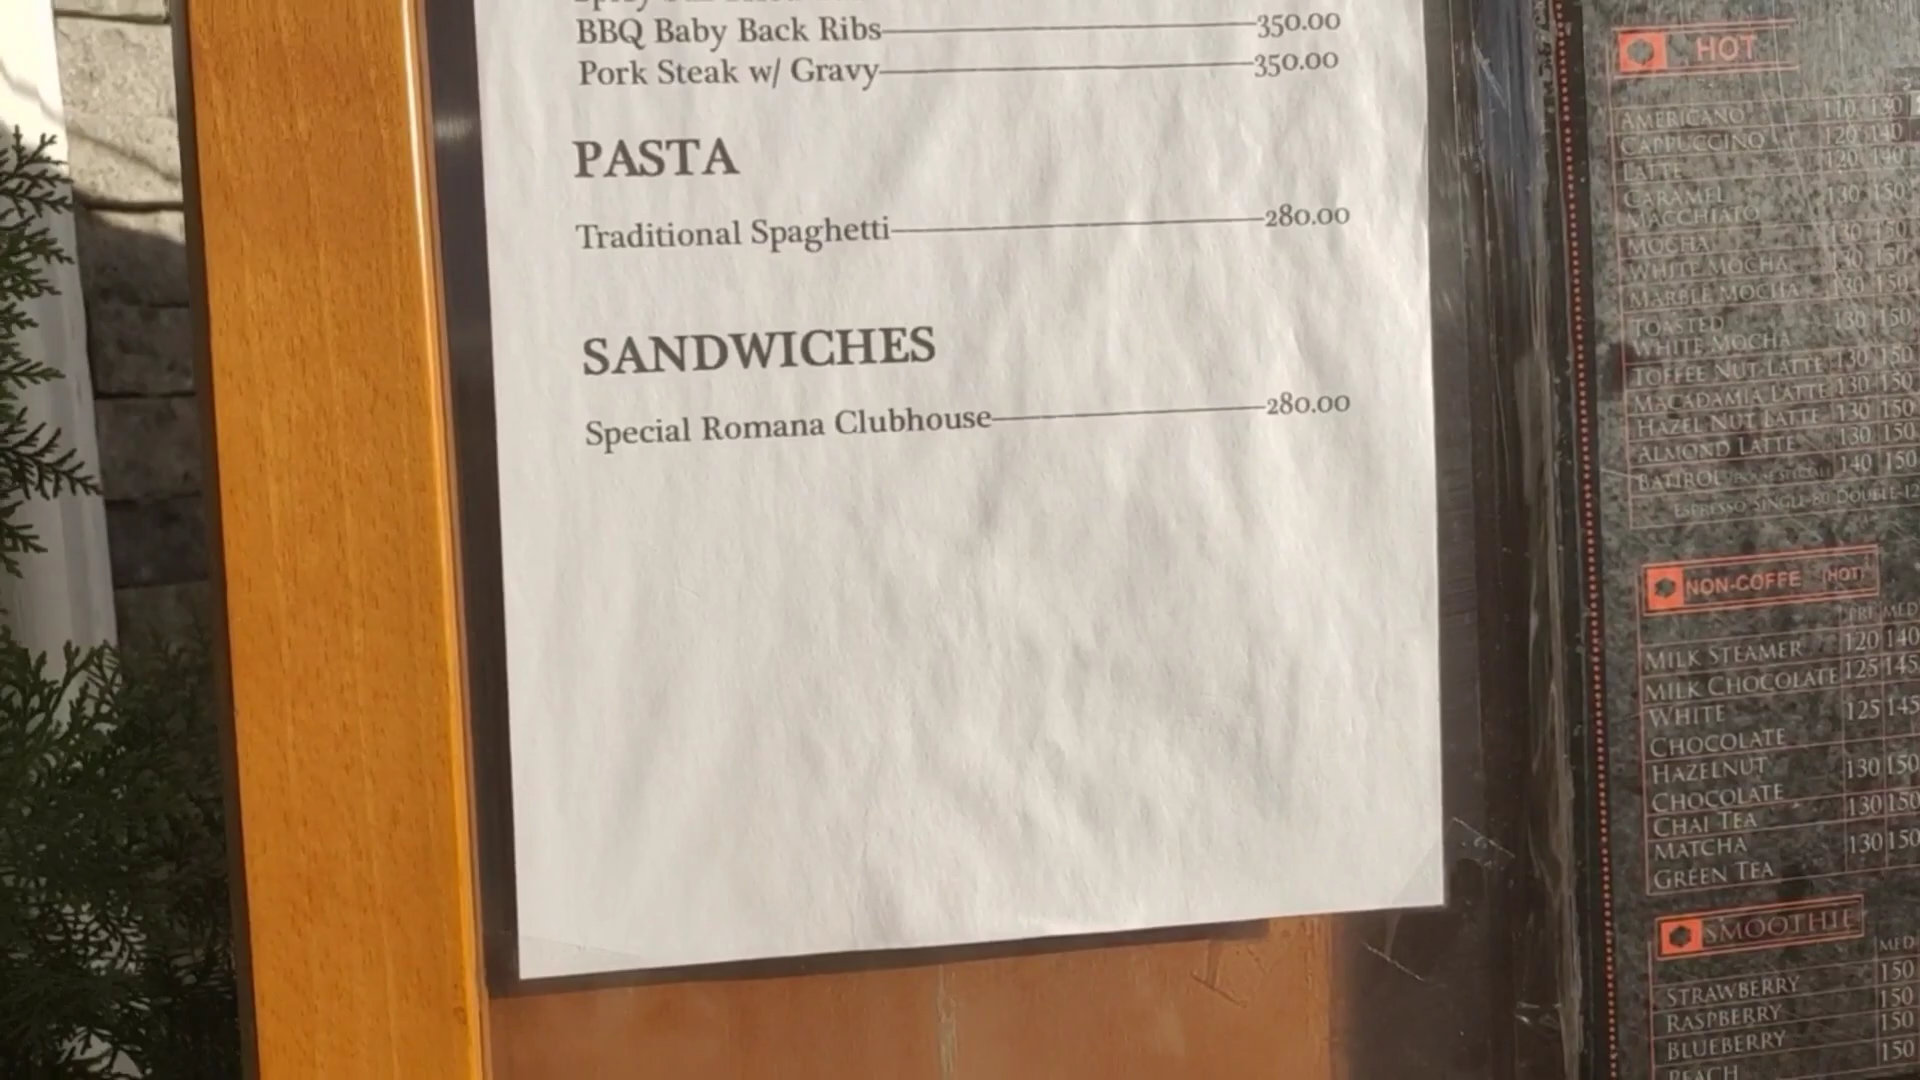 BBQ Baby Back Ribs 350.00
Pork Steak w/ Gravy 350.00
PASTA
Traditional Spaghetti 280.00
SANDWICHES
Special Romana Clubhouse 280.00
HOT
AMERICANO 110 130
CAPPUCCINO 120 140
LATTE 120 140
CARAMEL MACCHIATO 130 150
MOCHA 130 150
WHITE MOCHA 130 150
MARBLE MOCHA 130 150
TOASTED WHITE MOCHA 130 150
TOFFEE NUT LATTE 130 150
MACADAMIA LATTE 130 150
HAZEL NUT LATTE 130 150
ALMOND LATTE 130 150
BATIROL 140 150
ESPRESSO SINGLE-80 DOUBLE-12
NON-COFFE (HOT)
MED
MILK STEAMER 120 140
MILK CHOCOLATE 125 145
WHITE CHOCOLATE 125 145
HAZELNUT CHOCOLATE 130 150
CHAI TEA 130 150
MATCHA GREEN TEA 130 150
SMOOTHIE
MED
STRAWBERRY 150
RASPBERRY 150
BLUEBERRY 150
PEACH 150